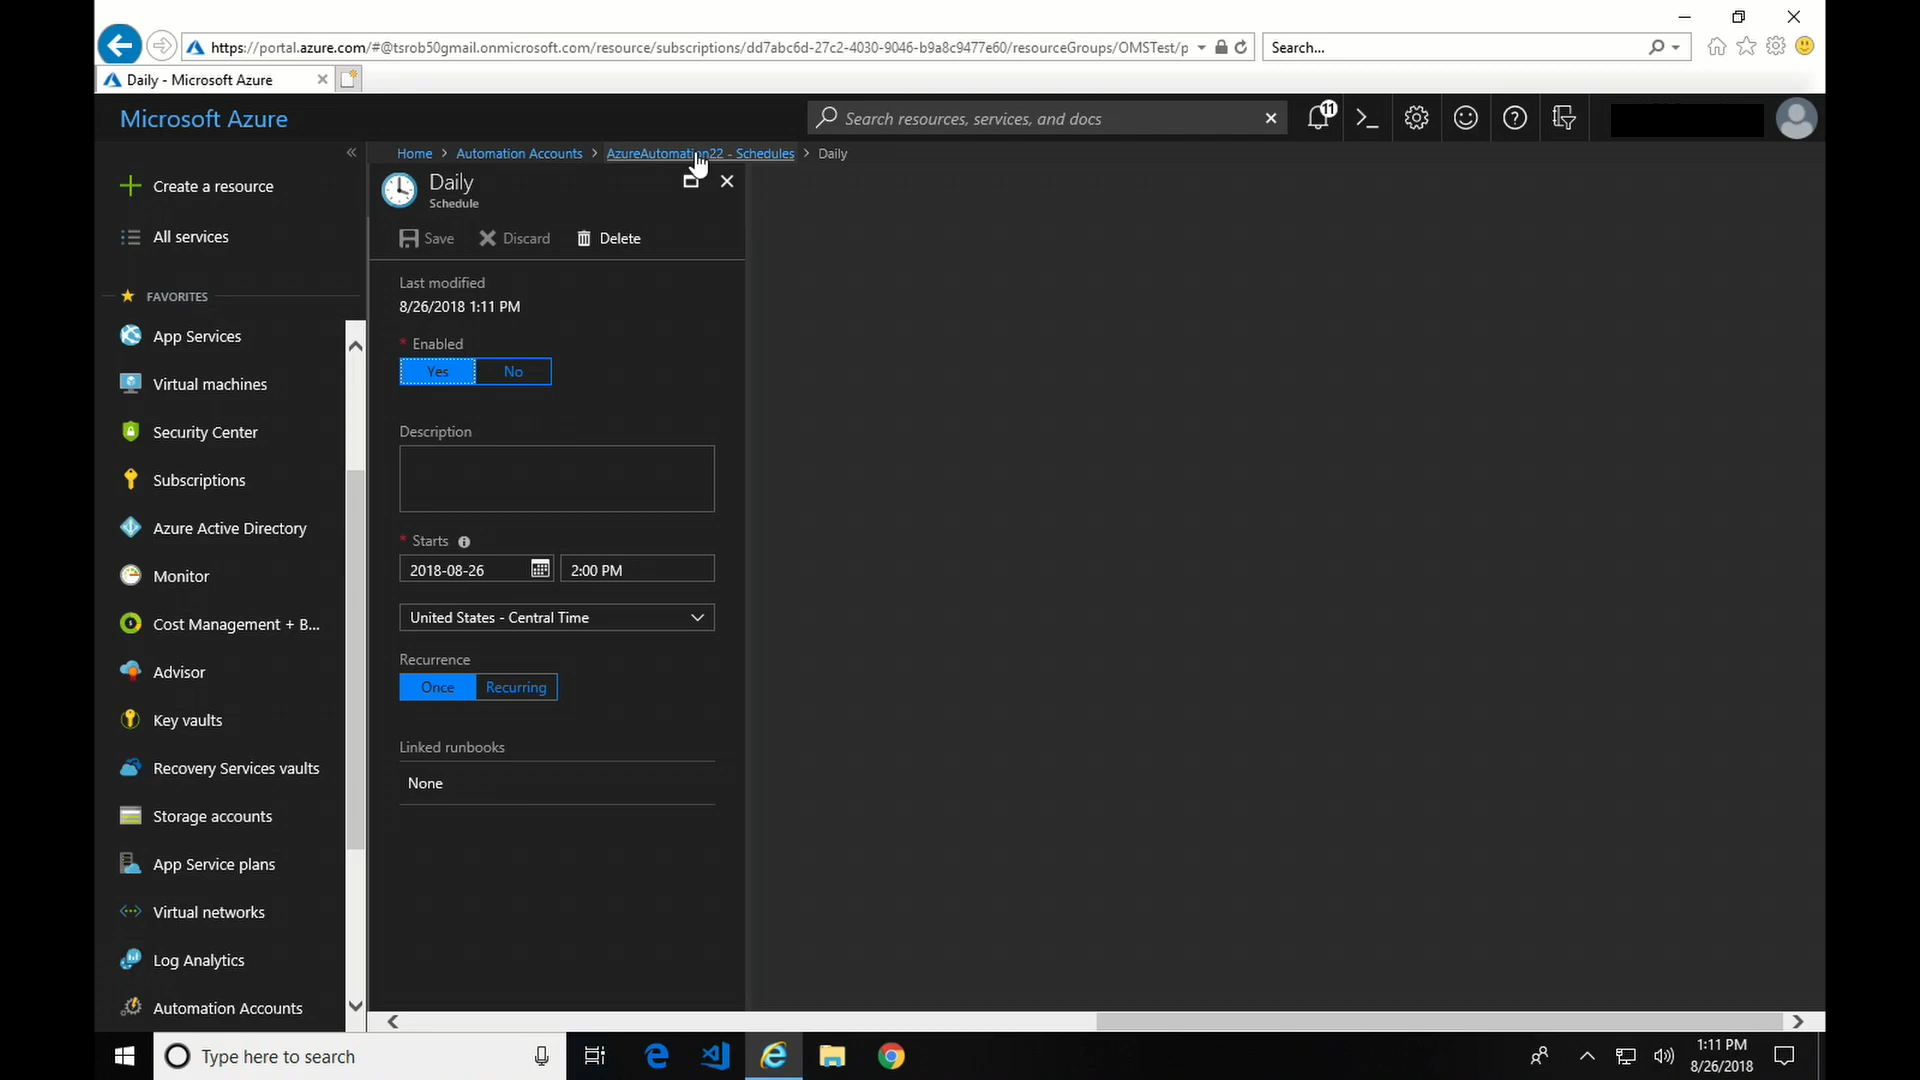 https://portal.azure.com/#@tsrob50gmail.onmicrosoft.com/resource/subscriptions/dd7abc6d-27c2-4030-9046-b9a8c9477e60/resourceGroups/OMSTest/p
Search...
Daily - Microsoft Azure
Microsoft Azure
Search resources, services, and docs
11
Home > Automation Accounts > AzureAutomation22 - Schedules > Daily
Create a resource
All services
FAVORITES
App Services
Virtual machines
Security Center
Subscriptions
Azure Active Directory
Monitor
Cost Management + B...
Advisor
Key vaults
Recovery Services vaults
Storage accounts
App Service plans
Virtual networks
Log Analytics
Automation Accounts
Daily
Schedule
Save Discard Delete
Last modified
8/26/2018 1:11 PM
* Enabled
Yes No
Description
* Starts
2018-08-26 2:00 PM
United States - Central Time
Recurrence
Once Recurring
Linked runbooks
None
Type here to search
1:11 PM
8/26/2018